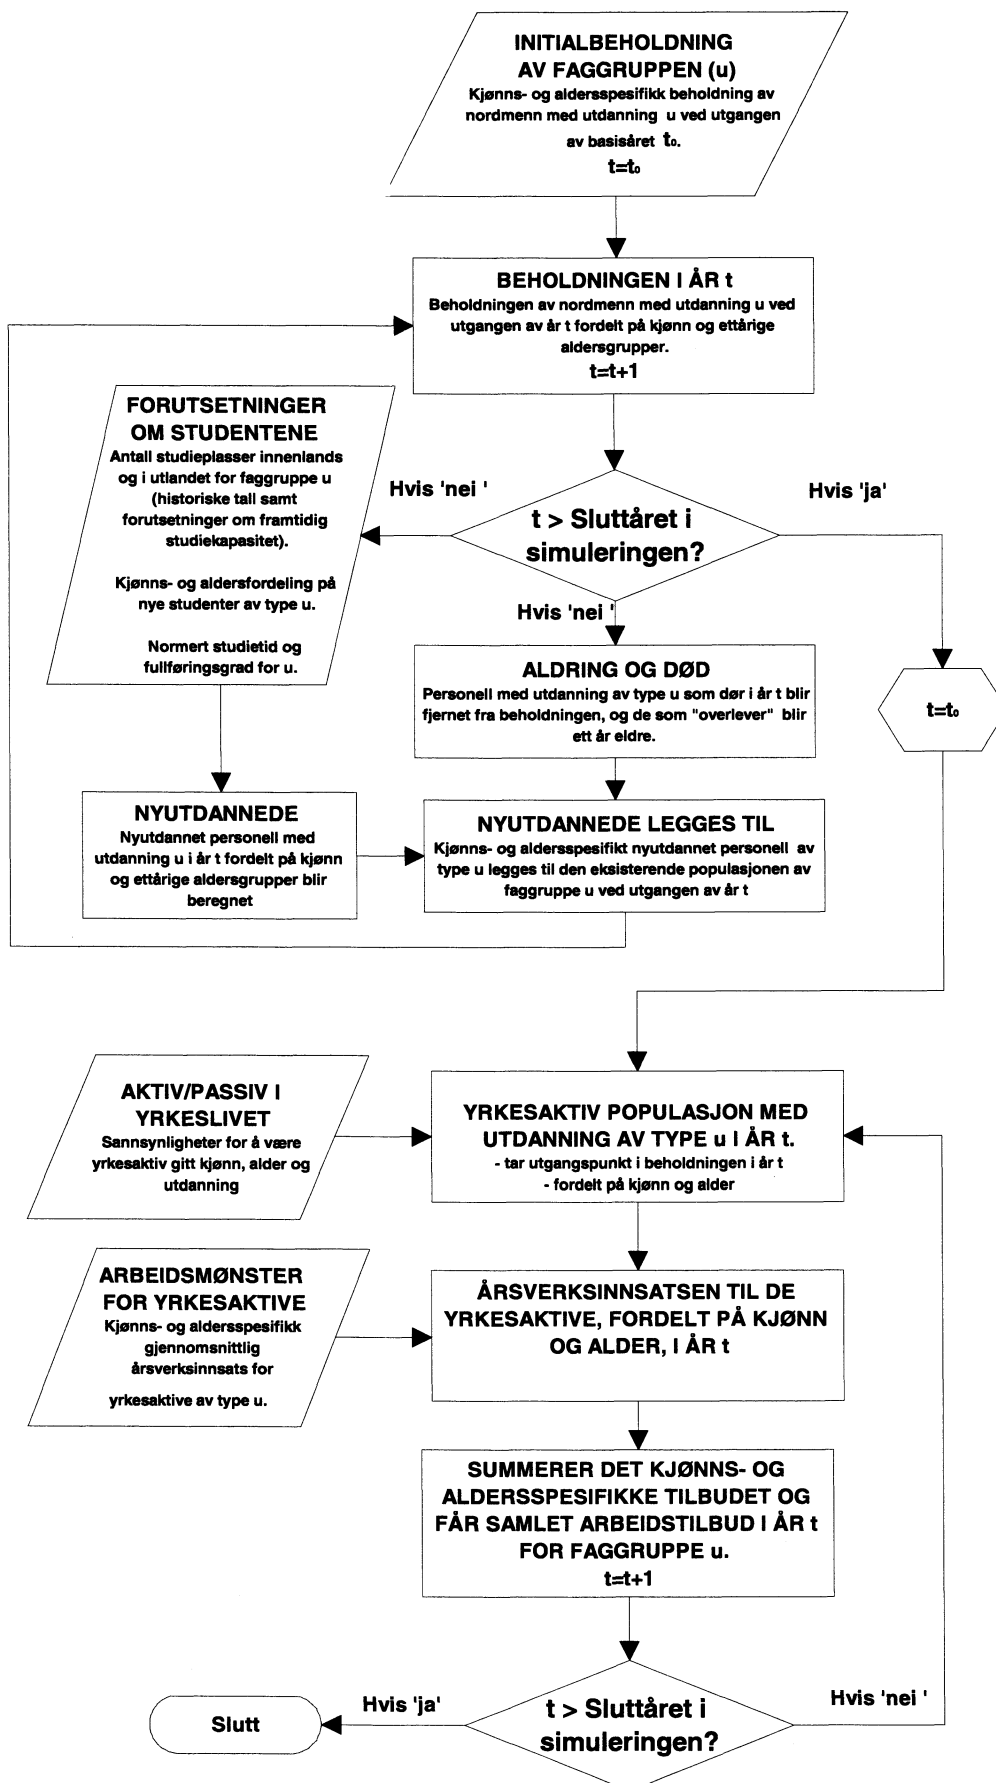 INITIALBEHOLDNING
AV FAGGRUPPEN (u)
Kjønns- og aldersspesifikk beholdning av
nordmenn med utdanning u ved utgangen
av basisåret t₀.
t=t₀
BEHOLDNINGEN I ÅR t
Beholdningen av nordmenn med utdanning u ved
utgangen av år t fordelt på kjønn og ettårige
aldersgrupper.
t=t+1
FORUTSETNINGER
OM STUDENTENE
Antall studieplasser innenlands
og i utlandet for faggruppe u
(historiske tall samt
forutsetninger om framtidig
studiekapasitet).
Kjønns- og aldersfordeling på
nye studenter av type u.
Normert studietid og
fullføringsgrad for u.
Hvis 'nei '
Hvis 'ja'
t > Sluttåret i
simuleringen?
Hvis 'nei '
ALDRING OG DØD
Personell med utdanning av type u som dør i år t blir
fjernet fra beholdningen, og de som "overlever" blir
ett år eldre.
t=t₀
NYUTDANNEDE
Nyutdannet personell med
utdanning u i år t fordelt på kjønn
og ettårige aldersgrupper blir
beregnet
NYUTDANNEDE LEGGES TIL
Kjønns- og aldersspesifikt nyutdannet personell av
type u legges til den eksisterende populasjonen av
faggruppe u ved utgangen av år t
AKTIV/PASSIV I
YRKESLIVET
Sannsynligheter for å være
yrkesaktiv gitt kjønn, alder og
utdanning
YRKESAKTIV POPULASJON MED
UTDANNING AV TYPE u I ÅR t.
- tar utgangspunkt i beholdningen i år t
- fordelt på kjønn og alder
ARBEIDSMØNSTER
FOR YRKESAKTIVE
Kjønns- og aldersspesifikk
gjennomsnittlig
årsverksinnsats for
yrkesaktive av type u.
ÅRSVERKSINNSATSEN TIL DE
YRKESAKTIVE, FORDELT PÅ KJØNN
OG ALDER, I ÅR t
SUMMERER DET KJØNNS- OG
ALDERSSPESIFIKKE TILBUDET OG
FÅR SAMLET ARBEIDSTILBUD I ÅR t
FOR FAGGRUPPE u.
t=t+1
Hvis 'ja'
Hvis 'nei '
t > Sluttåret i
simuleringen?
Slutt